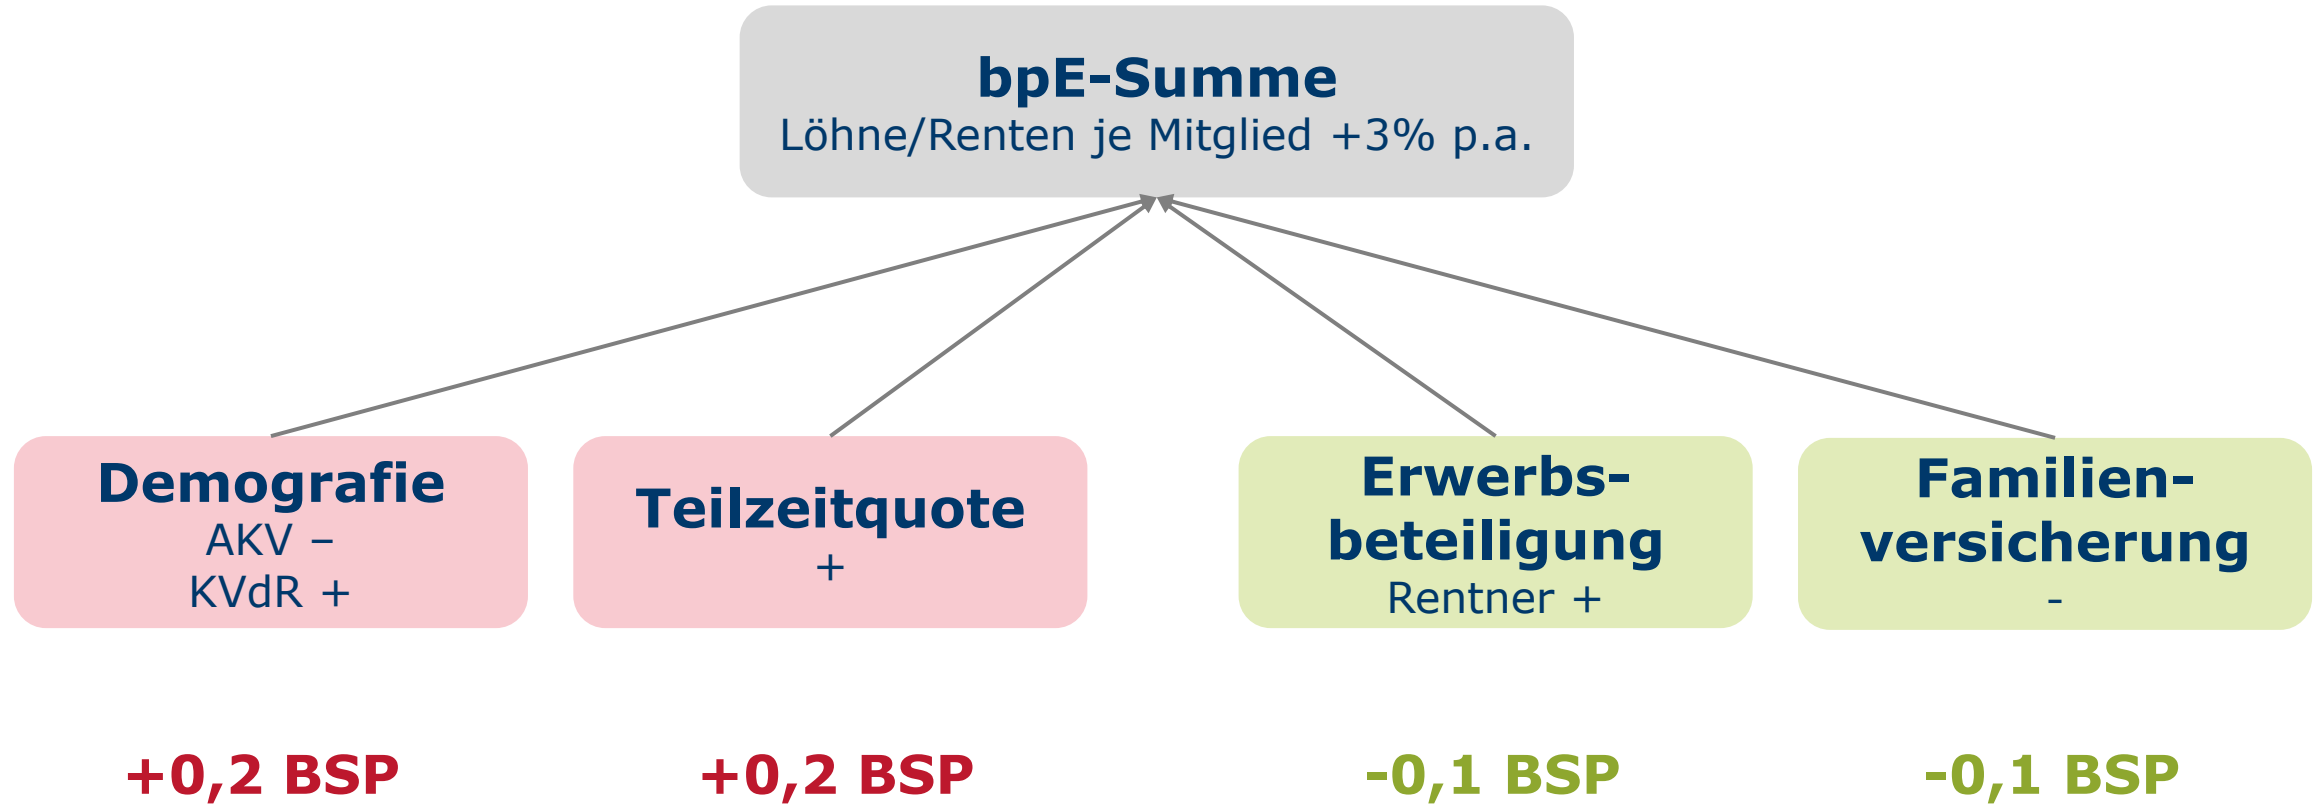 bpE-Summe
Löhne/Renten je Mitglied +3% p.a.
Demografie
AKV –
KVdR +
Teilzeitquote
+
Erwerbs-
beteiligung
Rentner +
Familien-
versicherung
-
+0,2 BSP
+0,2 BSP
-0,1 BSP
-0,1 BSP